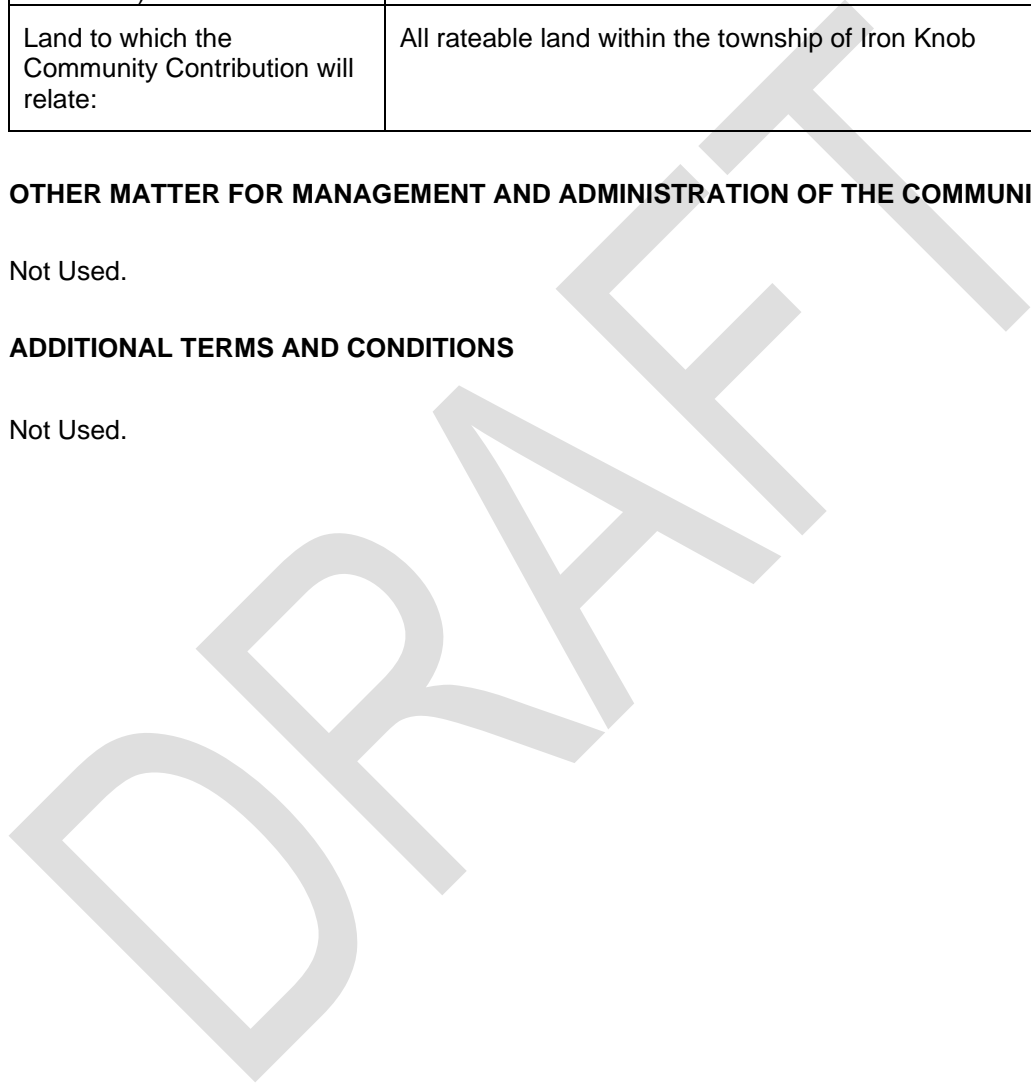 Land to which the
All rateable land within the township of Iron Knob
Community Contribution will
relate:
OTHER MATTER FOR MANAGEMENT AND ADMINISTRATION OF THE
Not Used.
ADDITIONAL TERMS AND CONDITIONS
Not Used.
DRAFT